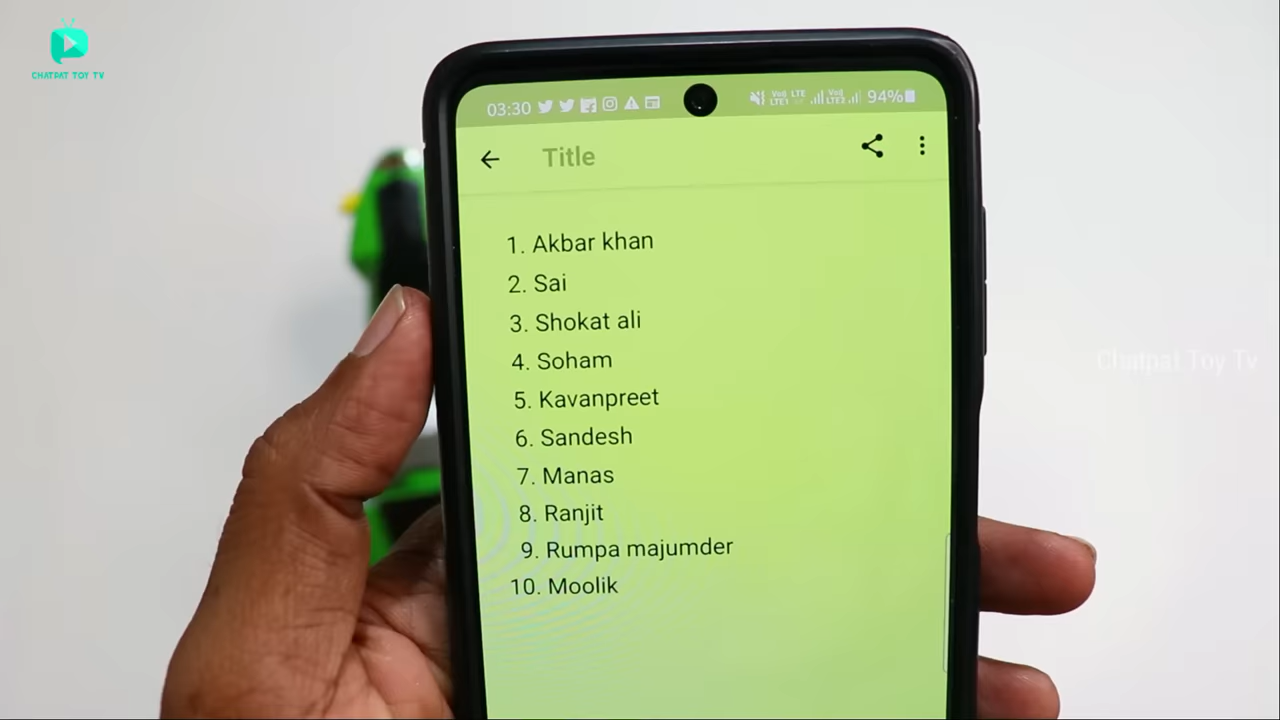 CHATPAT TOY TV
03:30
94%
Title
1. Akbar khan
2. Sai
3. Shokat ali
4. Soham
5. Kavanpreet
6. Sandesh
7. Manas
8. Ranjit
9. Rumpa majumder
10. Moolik
Chatpat Toy Tv